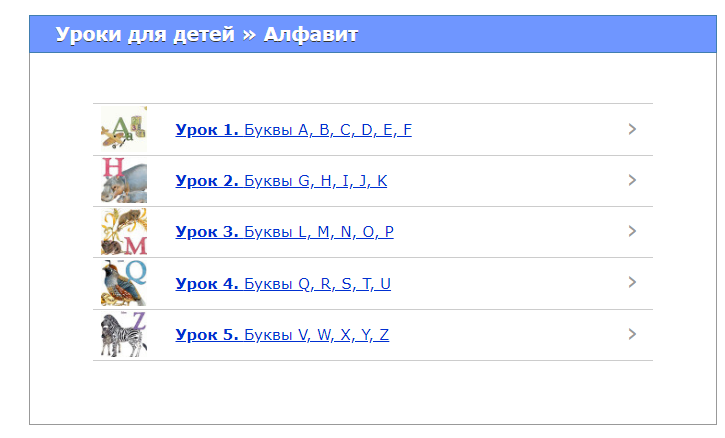 Уроки для детей » Алфавит
A a
Урок 1. Буквы A, B, C, D, E, F
H
Урок 2. Буквы G, H, I, J, K
M
Урок 3. Буквы L, M, N, O, P
Q
Урок 4. Буквы Q, R, S, T, U
Z
Урок 5. Буквы V, W, X, Y, Z